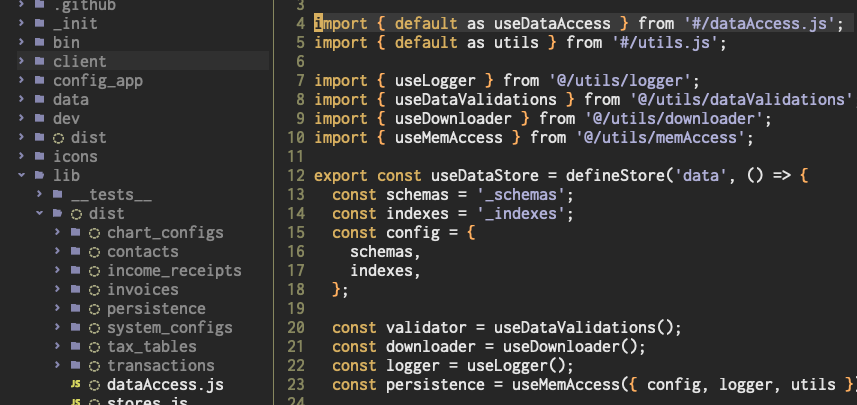 .github
_init
bin
client
config_app
data
dev
dist
icons
lib
__tests__
dist
chart_configs
contacts
income_receipts
invoices
persistence
system_configs
tax_tables
transactions
JS dataAccess.js
JS stores.js
3
4 import { default as useDataAccess } from '#/dataAccess.js';
5 import { default as utils } from '#/utils.js';
6
7 import { useLogger } from '@/utils/logger';
8 import { useDataValidations } from '@/utils/dataValidations'
9 import { useDownloader } from '@/utils/downloader';
10 import { useMemAccess } from '@/utils/memAccess';
11
12 export const useDataStore = defineStore('data', () => {
13 const schemas = '_schemas';
14 const indexes = '_indexes';
15 const config = {
16 schemas,
17 indexes,
18 };
19
20 const validator = useDataValidations();
21 const downloader = useDownloader();
22 const logger = useLogger();
23 const persistence = useMemAccess({ config, logger, utils })
24